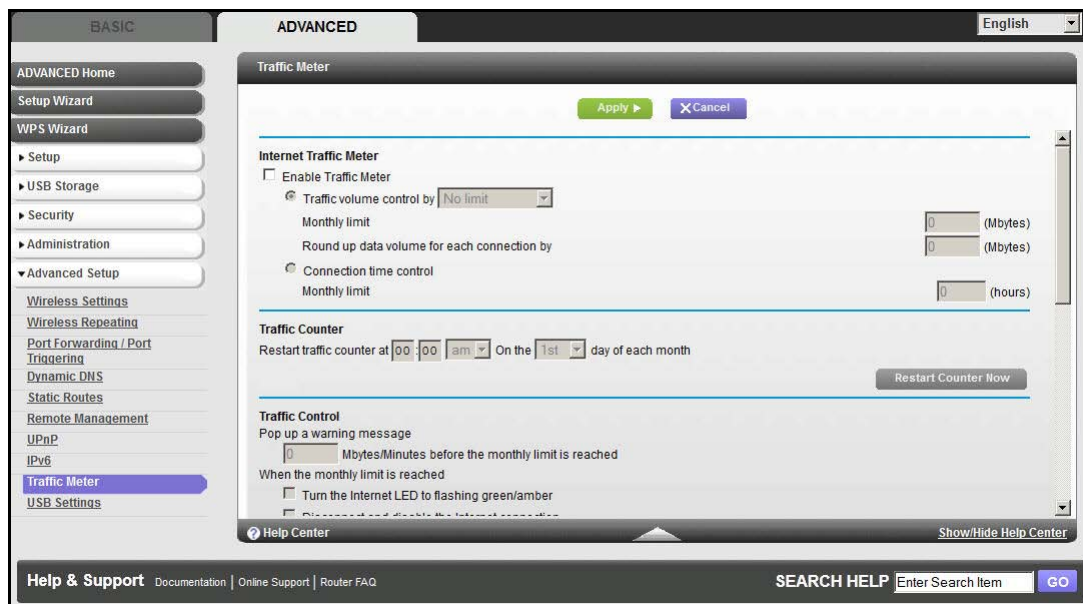 BASIC
ADVANCED
English
ADVANCED Home
Setup Wizard
WPS Wizard
Setup
USB Storage
Security
Administration
Advanced Setup
Wireless Settings
Wireless Repeating
Port Forwarding / Port
Triggering
Dynamic DNS
Static Routes
Remote Management
UPnP
IPv6
Traffic Meter
USB Settings
Traffic Meter
Apply
Cancel
Internet Traffic Meter
Enable Traffic Meter
Traffic volume control by No limit
Monthly limit 0 (Mbytes)
Round up data volume for each connection by 0 (Mbytes)
Connection time control
Monthly limit 0 (hours)
Traffic Counter
Restart traffic counter at 00 : 00 am On the 1st day of each month
Restart Counter Now
Traffic Control
Pop up a warning message
0 Mbytes/Minutes before the monthly limit is reached
When the monthly limit is reached
Turn the Internet LED to flashing green/amber
Disconnect and disable the Internet connection
Help Center
Show/Hide Help Center
Help & Support Documentation | Online Support | Router FAQ
SEARCH HELP Enter Search Item GO